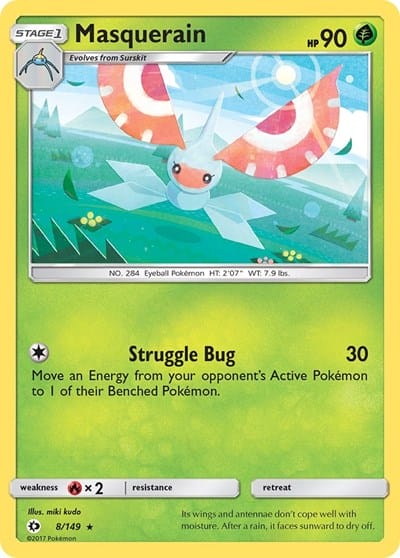 STAGE 1 Masquerain HP 90
Evolves from Surskit
NO. 284 Eyeball Pokémon HT: 2'07" WT: 7.9 lbs.
Struggle Bug 30
Move an Energy from your opponent's Active Pokémon
to 1 of their Benched Pokémon.
weakness × 2 resistance retreat
Illus. miki kudo
8/149 ★
©2017 Pokémon
Its wings and antennae don't cope well with
moisture. After a rain, it faces sunward to dry off.